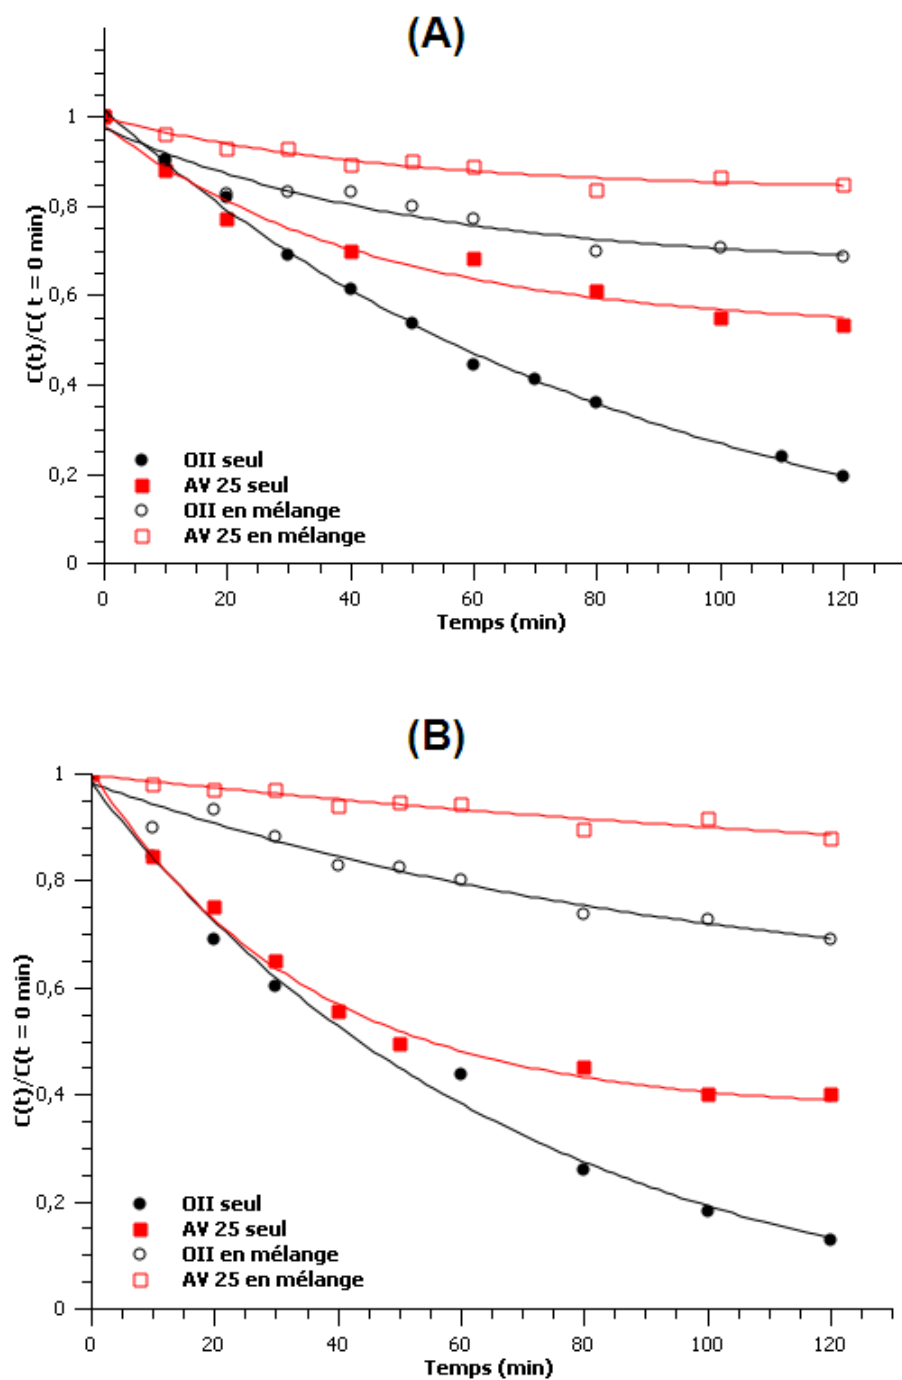 (A)
C(t)/C( t = 0 min)
1
0,8
0,6
0,4
0,2
0
OII seul
AV 25 seul
OII en mélange
AV 25 en mélange
0 20 40 60 80 100 120
Temps (min)
(B)
C(t)/C(t = 0 min)
1
0,8
0,6
0,4
0,2
0
OII seul
AV 25 seul
OII en mélange
AV 25 en mélange
0 20 40 60 80 100 120
Temps (min)